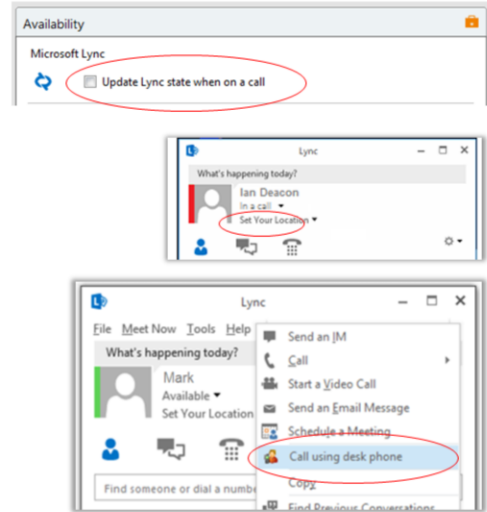 Availability
Microsoft Lync
Update Lync state when on a call
Lync
What's happening today?
Ian Deacon
In a call
Set Your Location
Lync
File Meet Now Tools Help
What's happening today?
Mark
Available
Set Your Location
Find someone or dial a numbe
Send an IM
Call
Start a Video Call
Send an Email Message
Schedule a Meeting
Call using desk phone
Copy
Find Previous Conversations